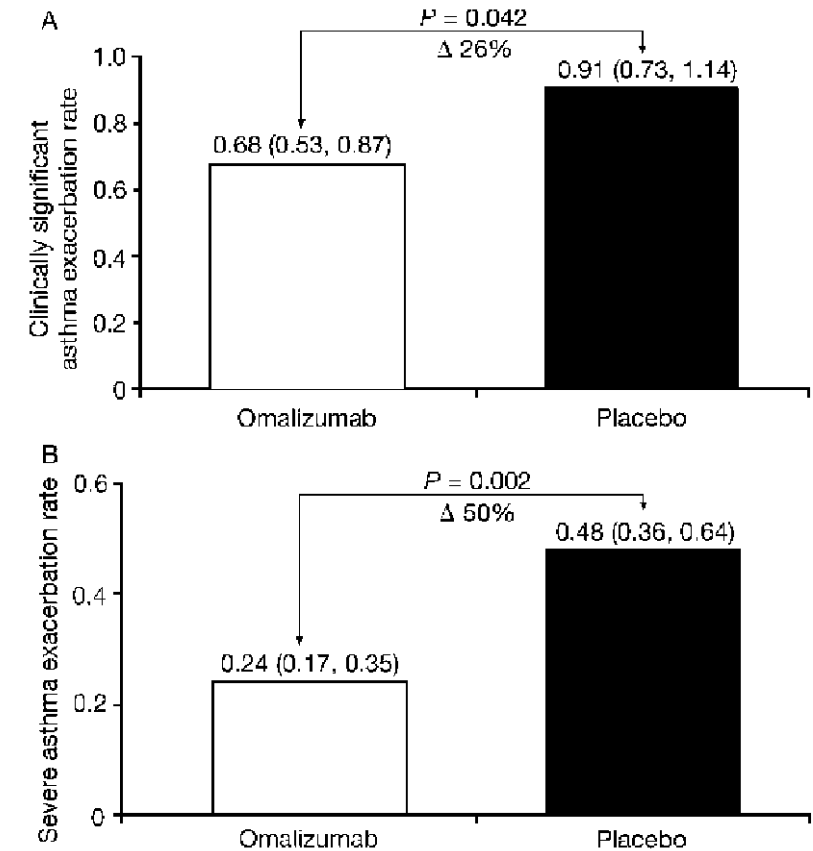 A
P = 0.042
Δ 26%
Clinically significant
asthma exacerbation rate
1.0
0.8
0.6
0.4
0.2
0
0.68 (0.53, 0.87)
0.91 (0.73, 1.14)
Omalizumab
Placebo
B
P = 0.002
Δ 50%
Severe asthma exacerbation rate
0.6
0.4
0.2
0
0.24 (0.17, 0.35)
0.48 (0.36, 0.64)
Omalizumab
Placebo